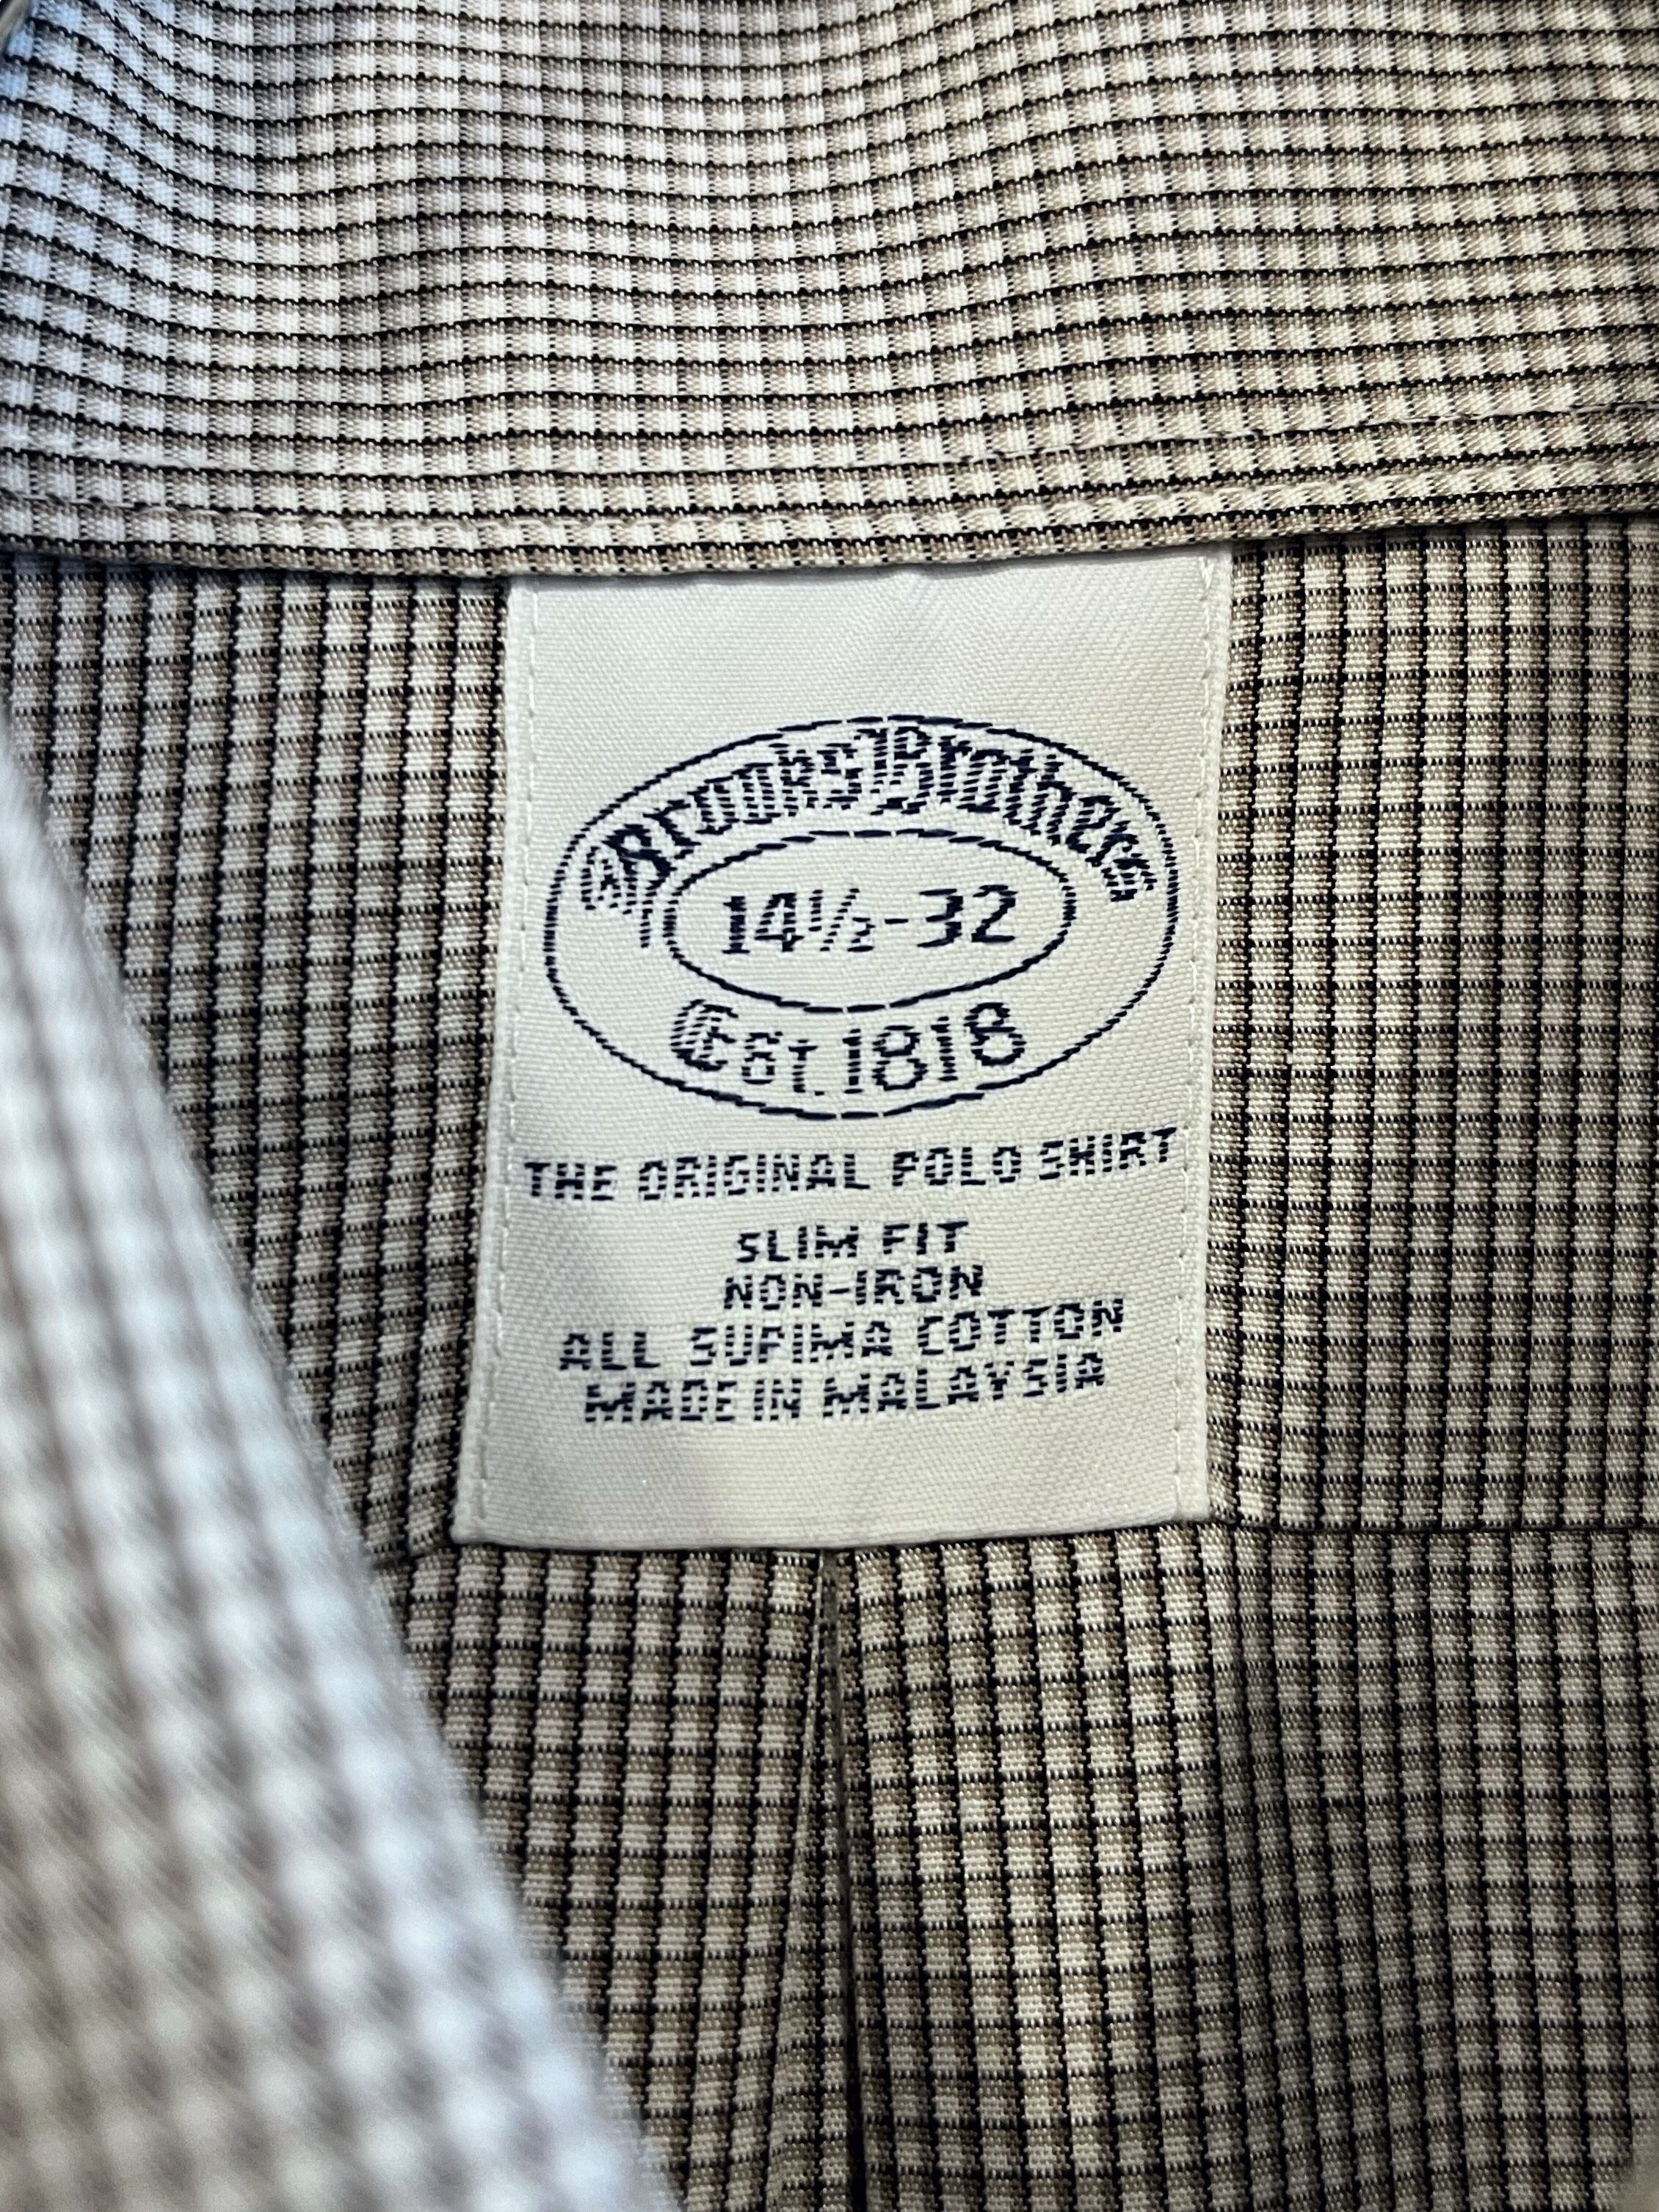 Brooks Brothers
14½-32
Est. 1818
THE ORIGINAL POLO SHIRT
SLIM FIT
NON-IRON
ALL SUPIMA COTTON
MADE IN MALAYSIA